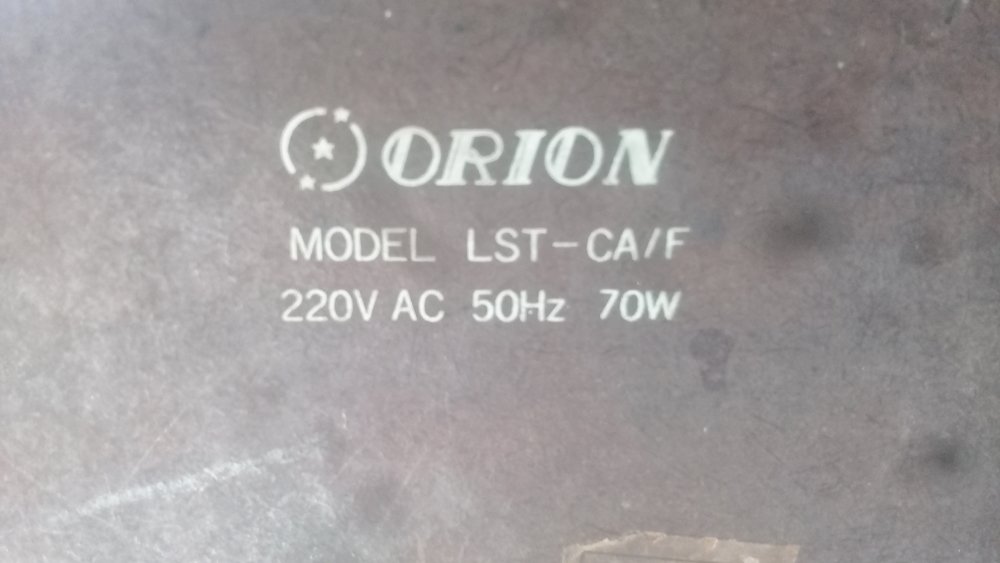 ORION
MODEL LST-CA/F
220V AC 50Hz 70W